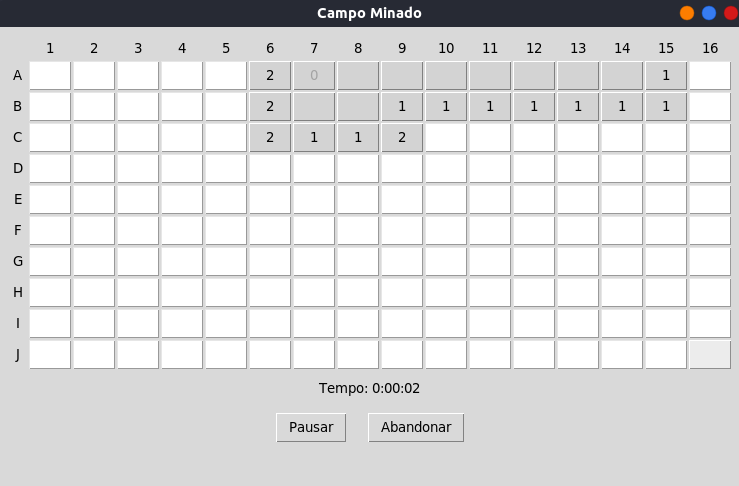 Campo Minado
1 2 3 4 5 6 7 8 9 10 11 12 13 14 15 16
A 2 0 1
B 2 1 1 1 1 1 1 1
C 2 1 1 2
D
E
F
G
H
I
J
Tempo: 0:00:02
Pausar Abandonar